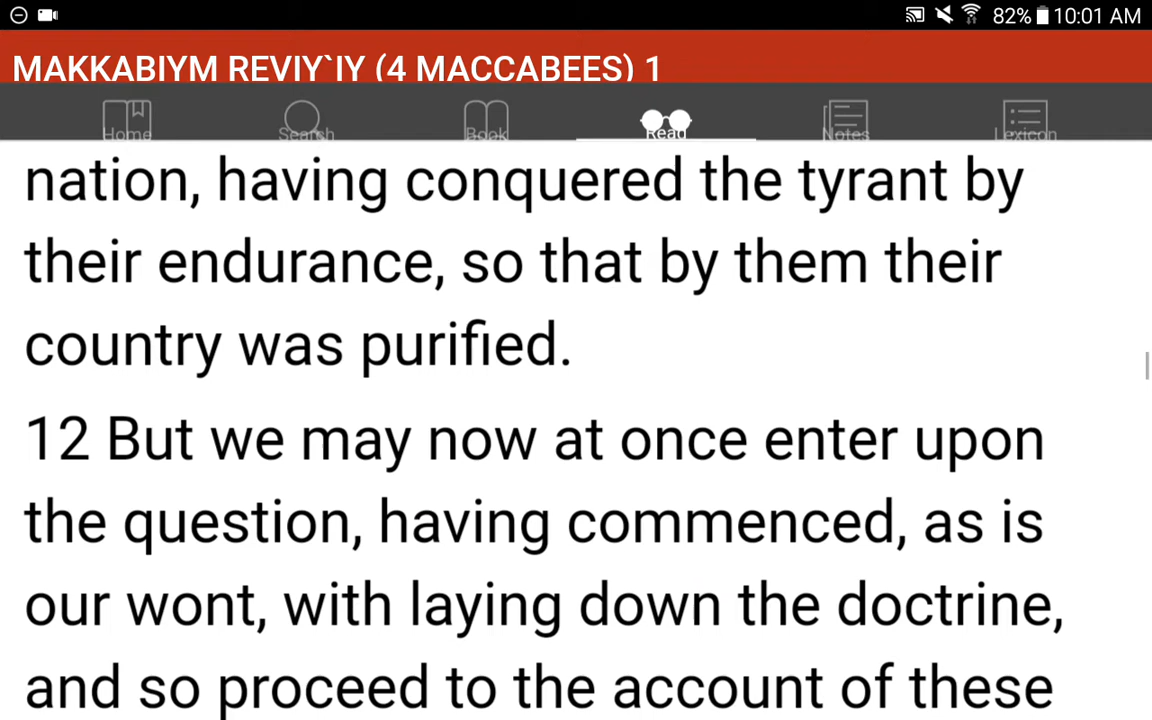 82% 10:01 AM
MAKKABIYM REVIY`IY (4 MACCABEES) 1
Home Search Book Read Notes Lexicon
nation, having conquered the tyrant by
their endurance, so that by them their
country was purified.
12 But we may now at once enter upon
the question, having commenced, as is
our wont, with laying down the doctrine,
and so proceed to the account of these